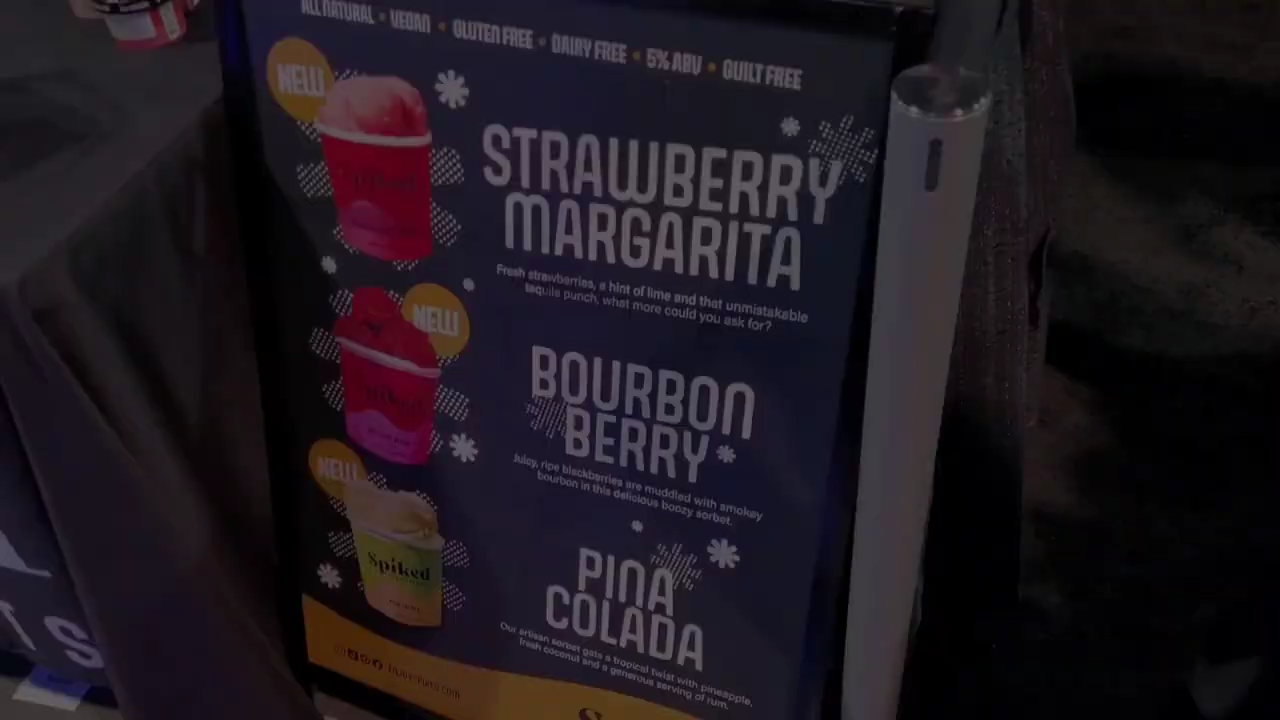 ALL NATURAL • VEGAN • GLUTEN FREE • DAIRY FREE • 5% ABV • GUILT FREE
NEW!
STRAWBERRY
MARGARITA
Fresh strawberries, a hint of lime and that unmistakable
taquila punch, what more could you ask for?
NEW!
BOURBON
BERRY
Juicy, ripe blackberries are muddled with smokey
bourbon in this delicious boozy sorbet.
NEW!
Spiked
PINA
COLADA
Our artisan sorbet gets a tropical twist with pineapple,
fresh coconut and a generous serving of rum.